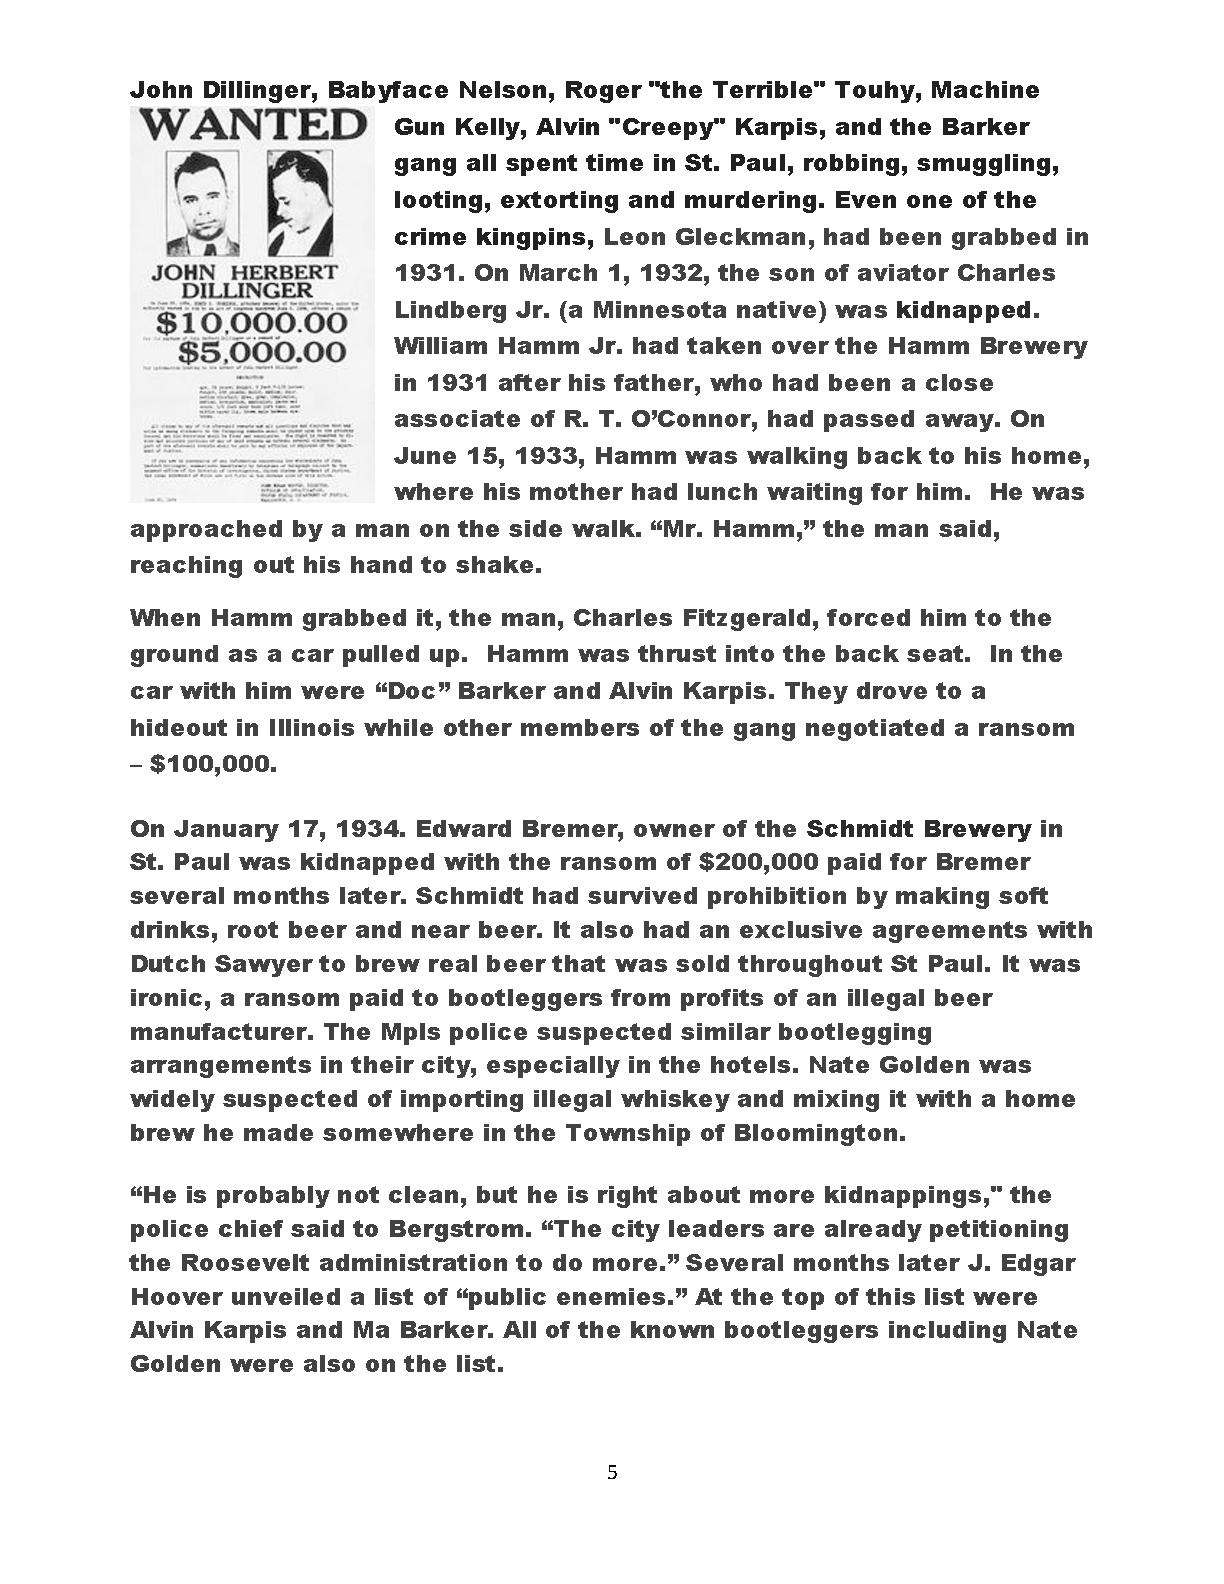 John Dillinger, Babyface Nelson, Roger "the Terrible" Touhy, Machine
WANTED
JOHN HERBERT
DILLINGER
$10,000.00
$5,000.00
Gun Kelly, Alvin "Creepy" Karpis, and the Barker
gang all spent time in St. Paul, robbing, smuggling,
looting, extorting and murdering. Even one of the
crime kingpins, Leon Gleckman, had been grabbed in
1931. On March 1, 1932, the son of aviator Charles
Lindberg Jr. (a Minnesota native) was kidnapped.
William Hamm Jr. had taken over the Hamm Brewery
in 1931 after his father, who had been a close
associate of R. T. O’Connor, had passed away. On
June 15, 1933, Hamm was walking back to his home,
where his mother had lunch waiting for him.  He was
approached by a man on the side walk. “Mr. Hamm,” the man said,
reaching out his hand to shake.
When Hamm grabbed it, the man, Charles Fitzgerald, forced him to the
ground as a car pulled up.  Hamm was thrust into the back seat.  In the
car with him were “Doc” Barker and Alvin Karpis. They drove to a
hideout in Illinois while other members of the gang negotiated a ransom
– $100,000.
On January 17, 1934. Edward Bremer, owner of the Schmidt Brewery in
St. Paul was kidnapped with the ransom of $200,000 paid for Bremer
several months later. Schmidt had survived prohibition by making soft
drinks, root beer and near beer. It also had an exclusive agreements with
Dutch Sawyer to brew real beer that was sold throughout St Paul. It was
ironic, a ransom paid to bootleggers from profits of an illegal beer
manufacturer. The Mpls police suspected similar bootlegging
arrangements in their city, especially in the hotels. Nate Golden was
widely suspected of importing illegal whiskey and mixing it with a home
brew he made somewhere in the Township of Bloomington.
“He is probably not clean, but he is right about more kidnappings," the
police chief said to Bergstrom. “The city leaders are already petitioning
the Roosevelt administration to do more.” Several months later J. Edgar
Hoover unveiled a list of “public enemies.” At the top of this list were
Alvin Karpis and Ma Barker. All of the known bootleggers including Nate
Golden were also on the list.
5